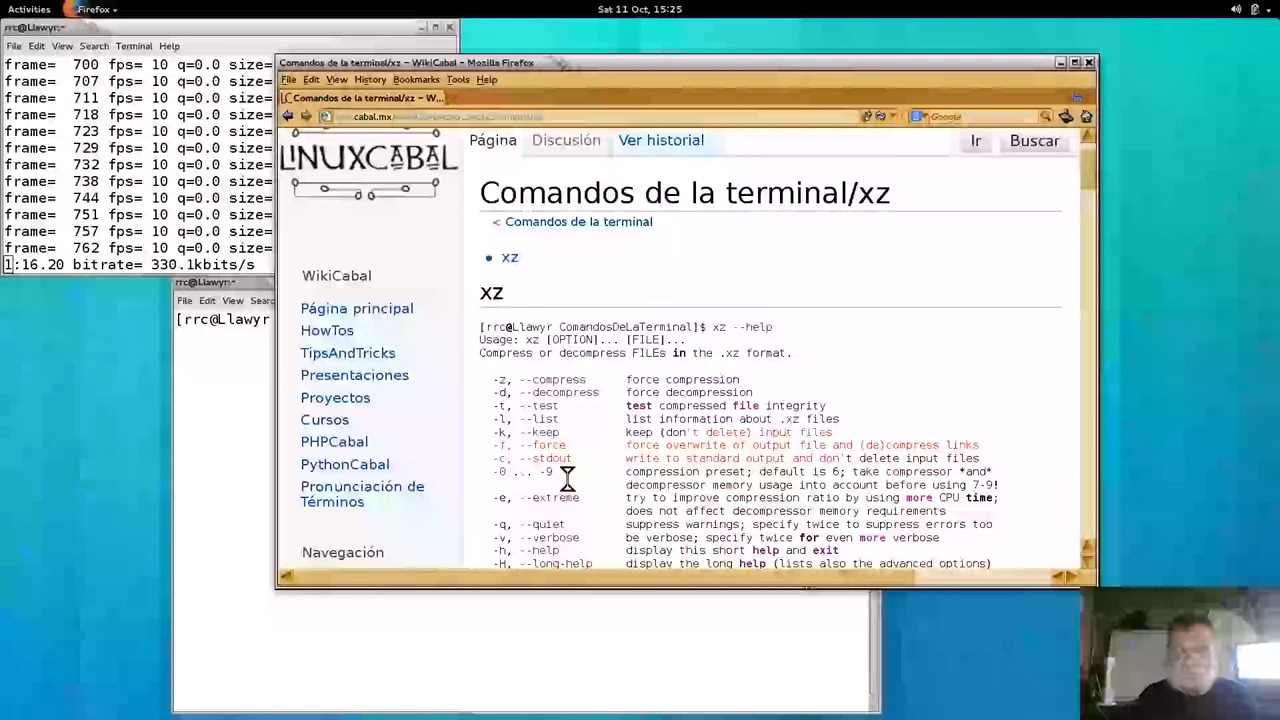 Activities
Firefox
Sat 11 Oct, 15:25
rrc@Llawyr:~
File Edit View Search Terminal Help
frame= 700 fps= 10 q=0.0 size=
frame= 707 fps= 10 q=0.0 size=
frame= 711 fps= 10 q=0.0 size=
frame= 718 fps= 10 q=0.0 size=
frame= 723 fps= 10 q=0.0 size=
frame= 729 fps= 10 q=0.0 size=
frame= 732 fps= 10 q=0.0 size=
frame= 738 fps= 10 q=0.0 size=
frame= 744 fps= 10 q=0.0 size=
frame= 751 fps= 10 q=0.0 size=
frame= 757 fps= 10 q=0.0 size=
frame= 762 fps= 10 q=0.0 size=
1:16.20 bitrate= 330.1kbits/s
rrc@Llawyr:~
File Edit View Searc
[rrc@Llawyr
Comandos de la terminal/xz – WikiCabal – Mozilla Firefox
File Edit View History Bookmarks Tools Help
Comandos de la terminal/xz – W...
cabal.mx
Google
LINUXCABAL
Página Discusión Ver historial Ir Buscar
Comandos de la terminal/xz
< Comandos de la terminal
xz
xz
[rrc@Llawyr ComandosDeLaTerminal]$ xz --help
Usage: xz [OPTION]... [FILE]...
Compress or decompress FILEs in the .xz format.
-z, --compress force compression
-d, --decompress force decompression
-t, --test test compressed file integrity
-l, --list list information about .xz files
-k, --keep keep (don't delete) input files
-f, --force force overwrite of output file and (de)compress links
-c, --stdout write to standard output and don't delete input files
-0 ... -9 compression preset; default is 6; take compressor *and*
decompressor memory usage into account before using 7-9!
-e, --extreme try to improve compression ratio by using more CPU time;
does not affect decompressor memory requirements
-q, --quiet suppress warnings; specify twice to suppress errors too
-v, --verbose be verbose; specify twice for even more verbose
-h, --help display this short help and exit
-H, --long-help display the long help (lists also the advanced options)
WikiCabal
Página principal
HowTos
TipsAndTricks
Presentaciones
Proyectos
Cursos
PHPCabal
PythonCabal
Pronunciación de
Términos
Navegación